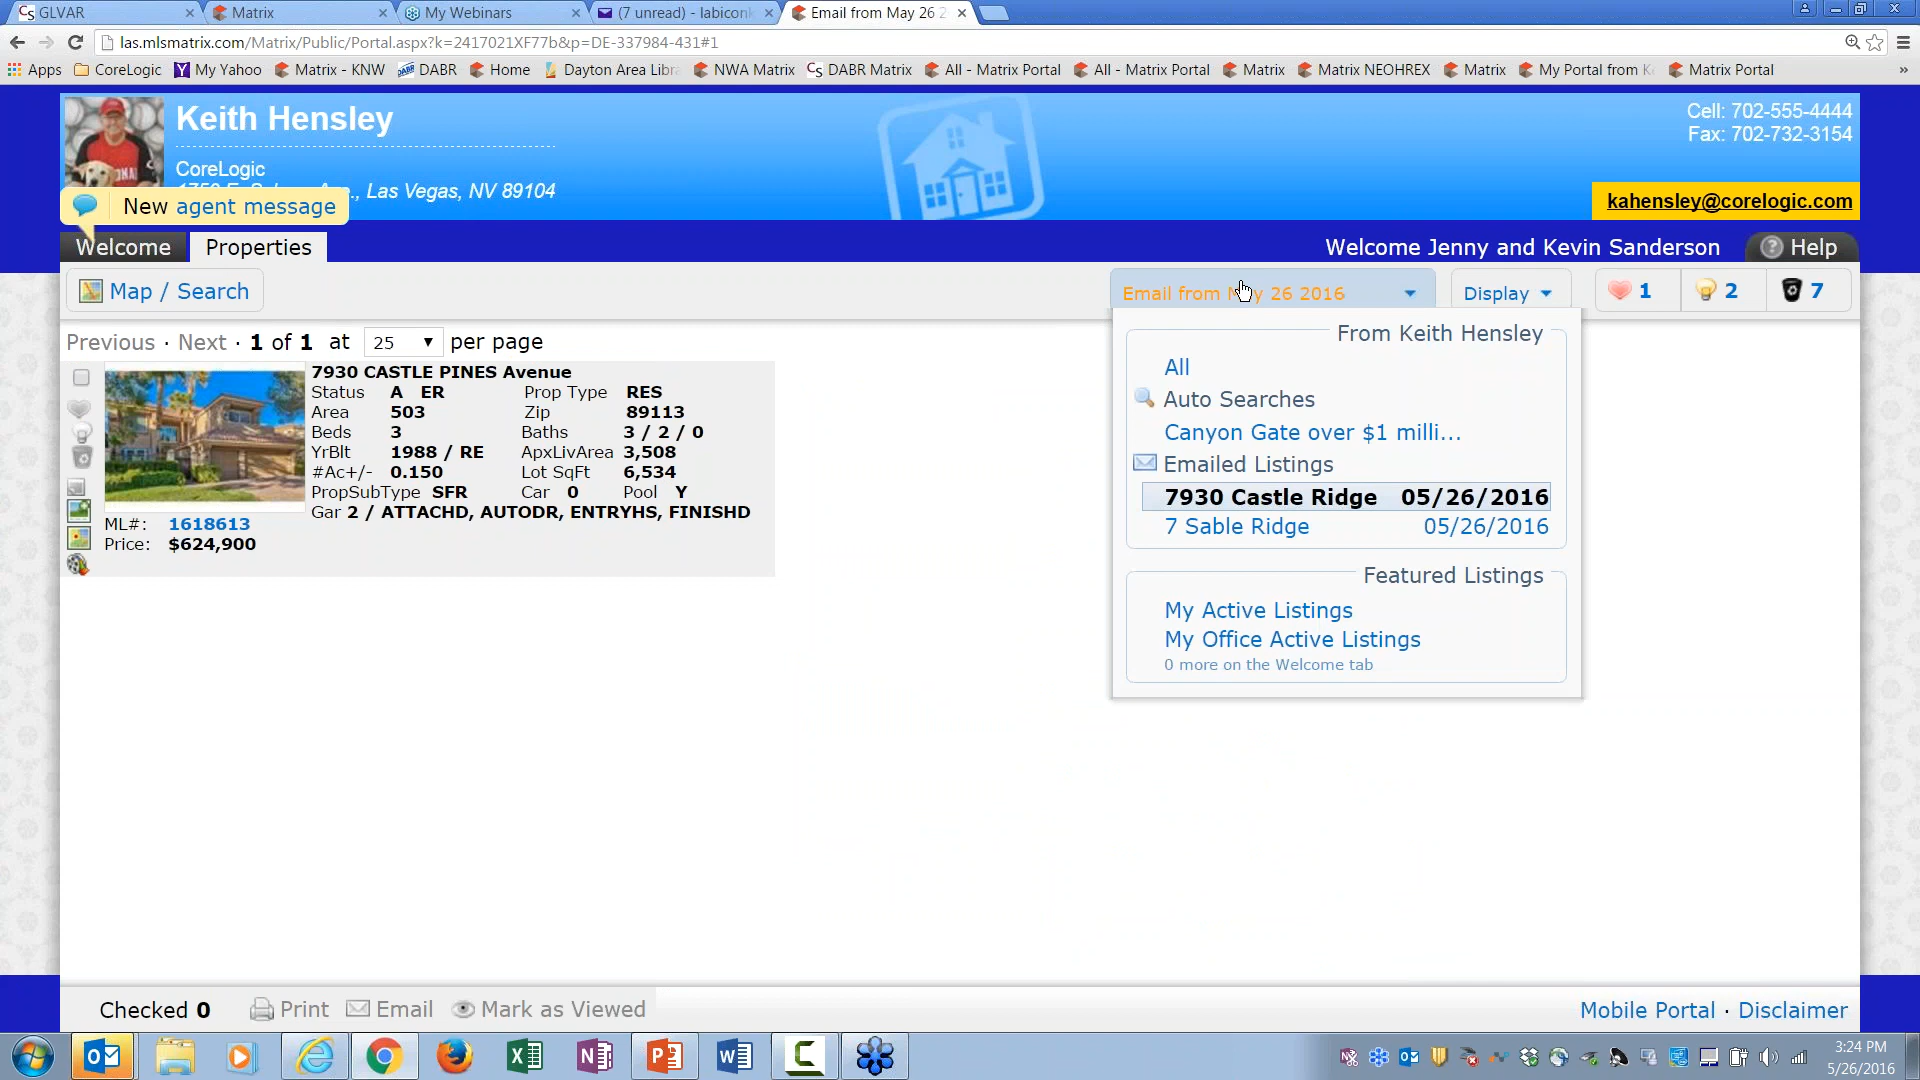 GLVAR
Matrix
My Webinars
(7 unread) - labiconk
Email from May 26 2
las.mlsmatrix.com/Matrix/Public/Portal.aspx?k=2417021XF77b&p=DE-337984-431#1
Apps CoreLogic My Yahoo Matrix - KNW DABR Home Dayton Area Libra NWA Matrix DABR Matrix All - Matrix Portal All - Matrix Portal Matrix Matrix NEOHREX Matrix My Portal from K Matrix Portal »
Keith Hensley
CoreLogic
, Las Vegas, NV 89104
Cell: 702-555-4444
Fax: 702-732-3154
kahensley@corelogic.com
New agent message
Welcome Properties
Welcome Jenny and Kevin Sanderson
Help
Map / Search
Email from May 26 2016
Display
1 2 7
Previous · Next · 1 of 1 at 25 per page
7930 CASTLE PINES Avenue
Status A ER Prop Type RES
Area 503 Zip 89113
Beds 3 Baths 3 / 2 / 0
YrBlt 1988 / RE ApxLivArea 3,508
#Ac+/- 0.150 Lot SqFt 6,534
PropSubType SFR Car 0 Pool Y
Gar 2 / ATTACHD, AUTODR, ENTRYHS, FINISHD
ML#: 1618613
Price: $624,900
From Keith Hensley
All
Auto Searches
Canyon Gate over $1 milli...
Emailed Listings
7930 Castle Ridge 05/26/2016
7 Sable Ridge 05/26/2016
Featured Listings
My Active Listings
My Office Active Listings
0 more on the Welcome tab
Checked 0 Print Email Mark as Viewed
Mobile Portal · Disclaimer
3:24 PM
5/26/2016